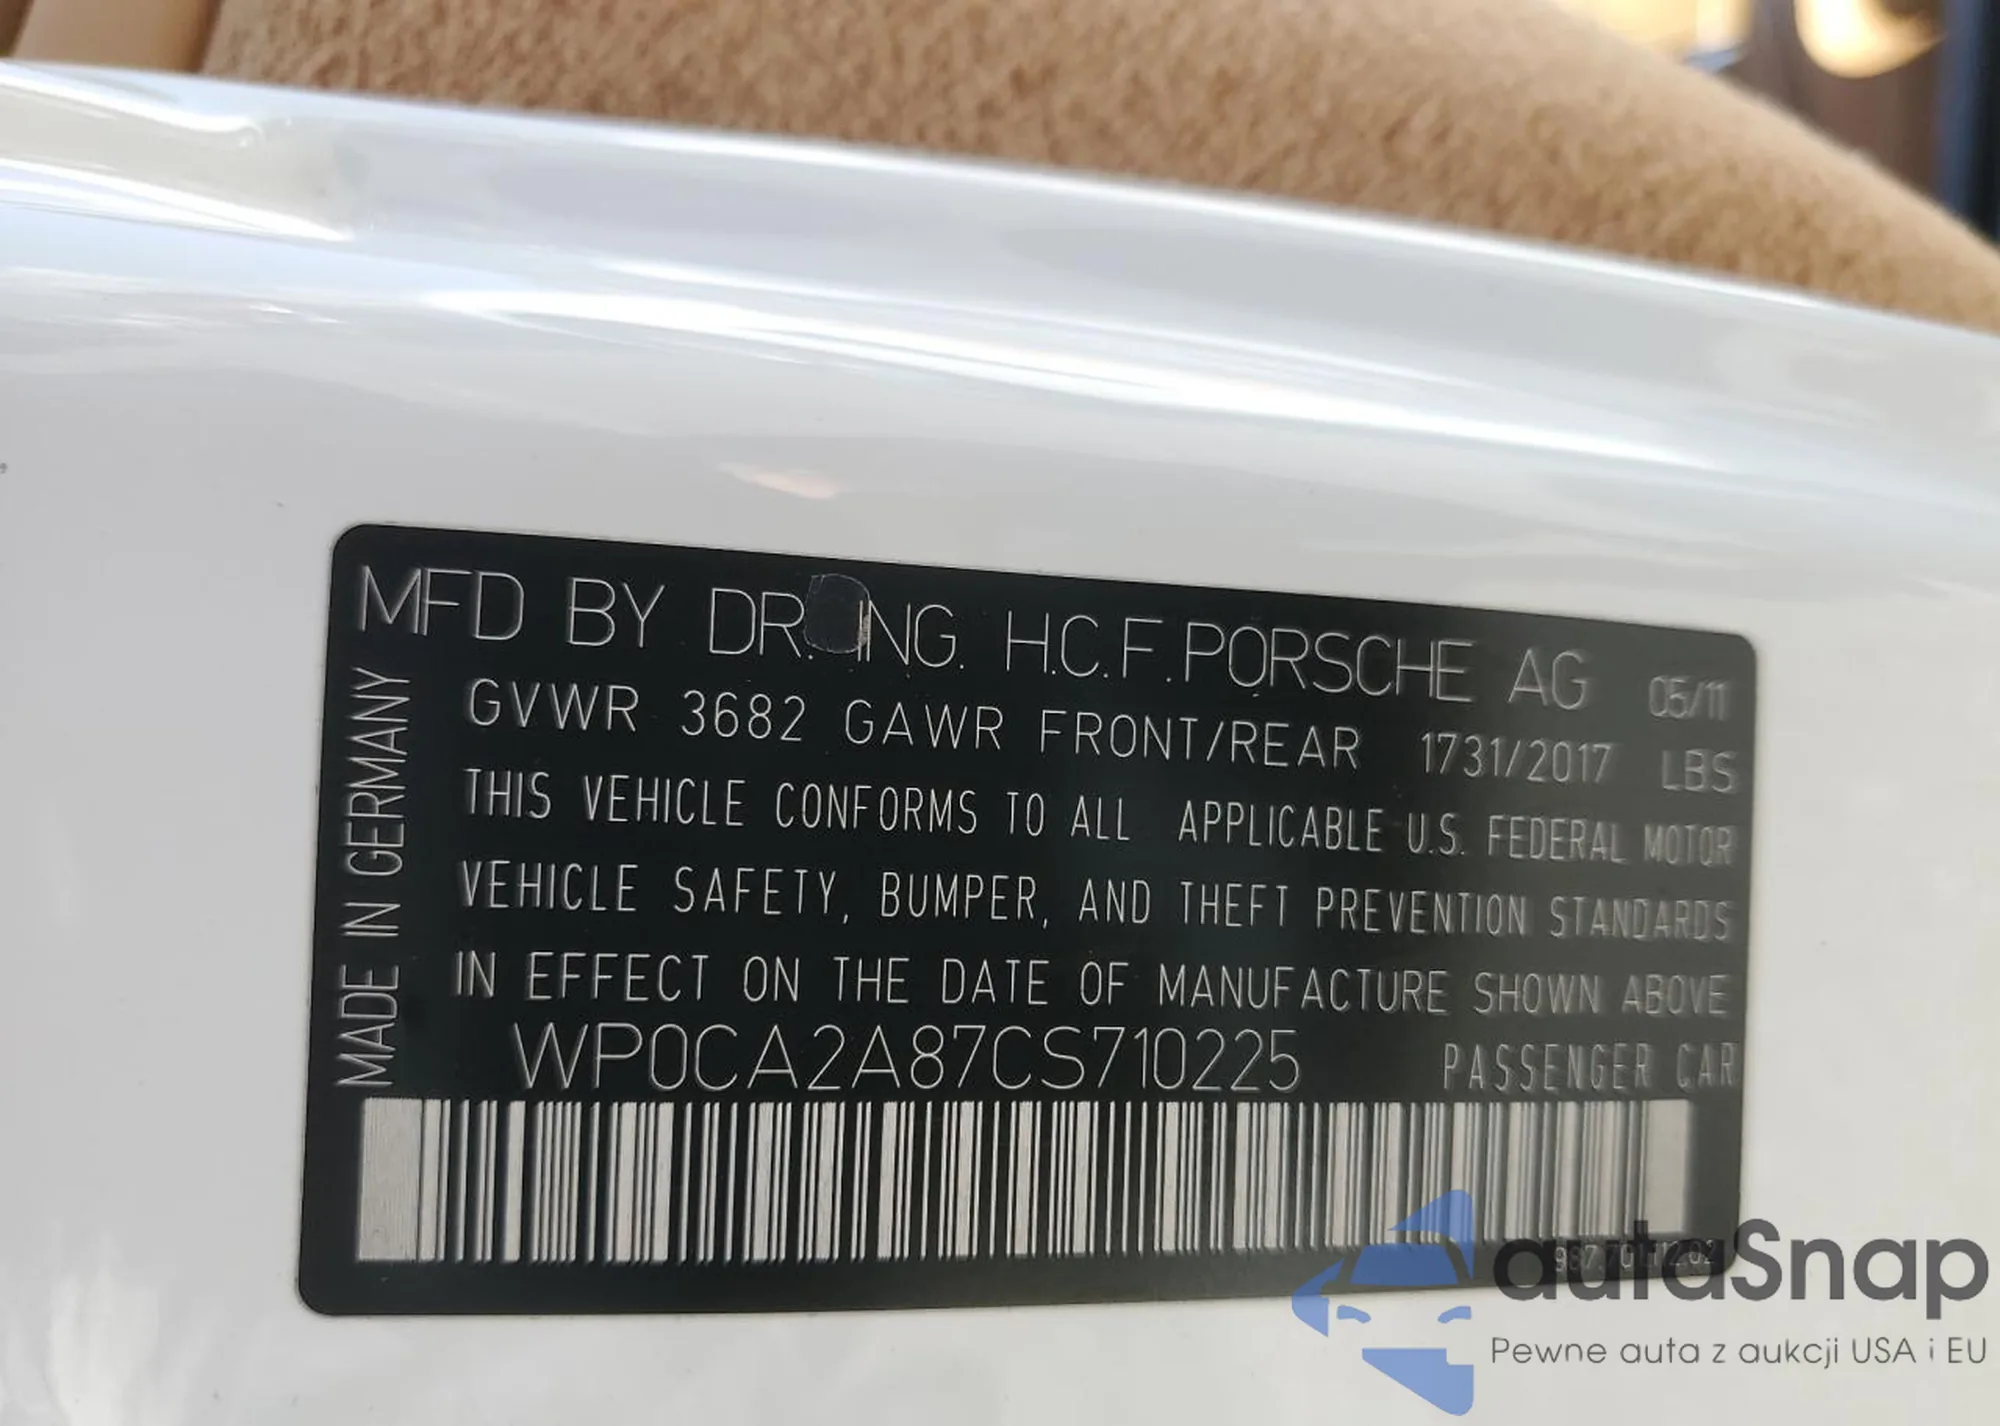 MFD BY DR. ING. H.C.F. PORSCHE AG 05/11
GVWR 3682 GAWR FRONT/REAR 1731/2017 LBS
THIS VEHICLE CONFORMS TO ALL APPLICABLE U.S. FEDERAL MOTOR
VEHICLE SAFETY, BUMPER, AND THEFT PREVENTION STANDARDS
IN EFFECT ON THE DATE OF MANUFACTURE SHOWN ABOVE
WP0CA2A87CS710225 PASSENGER CAR
MADE IN GERMANY
autaSnap
Pewne auta z aukcji USA i EU